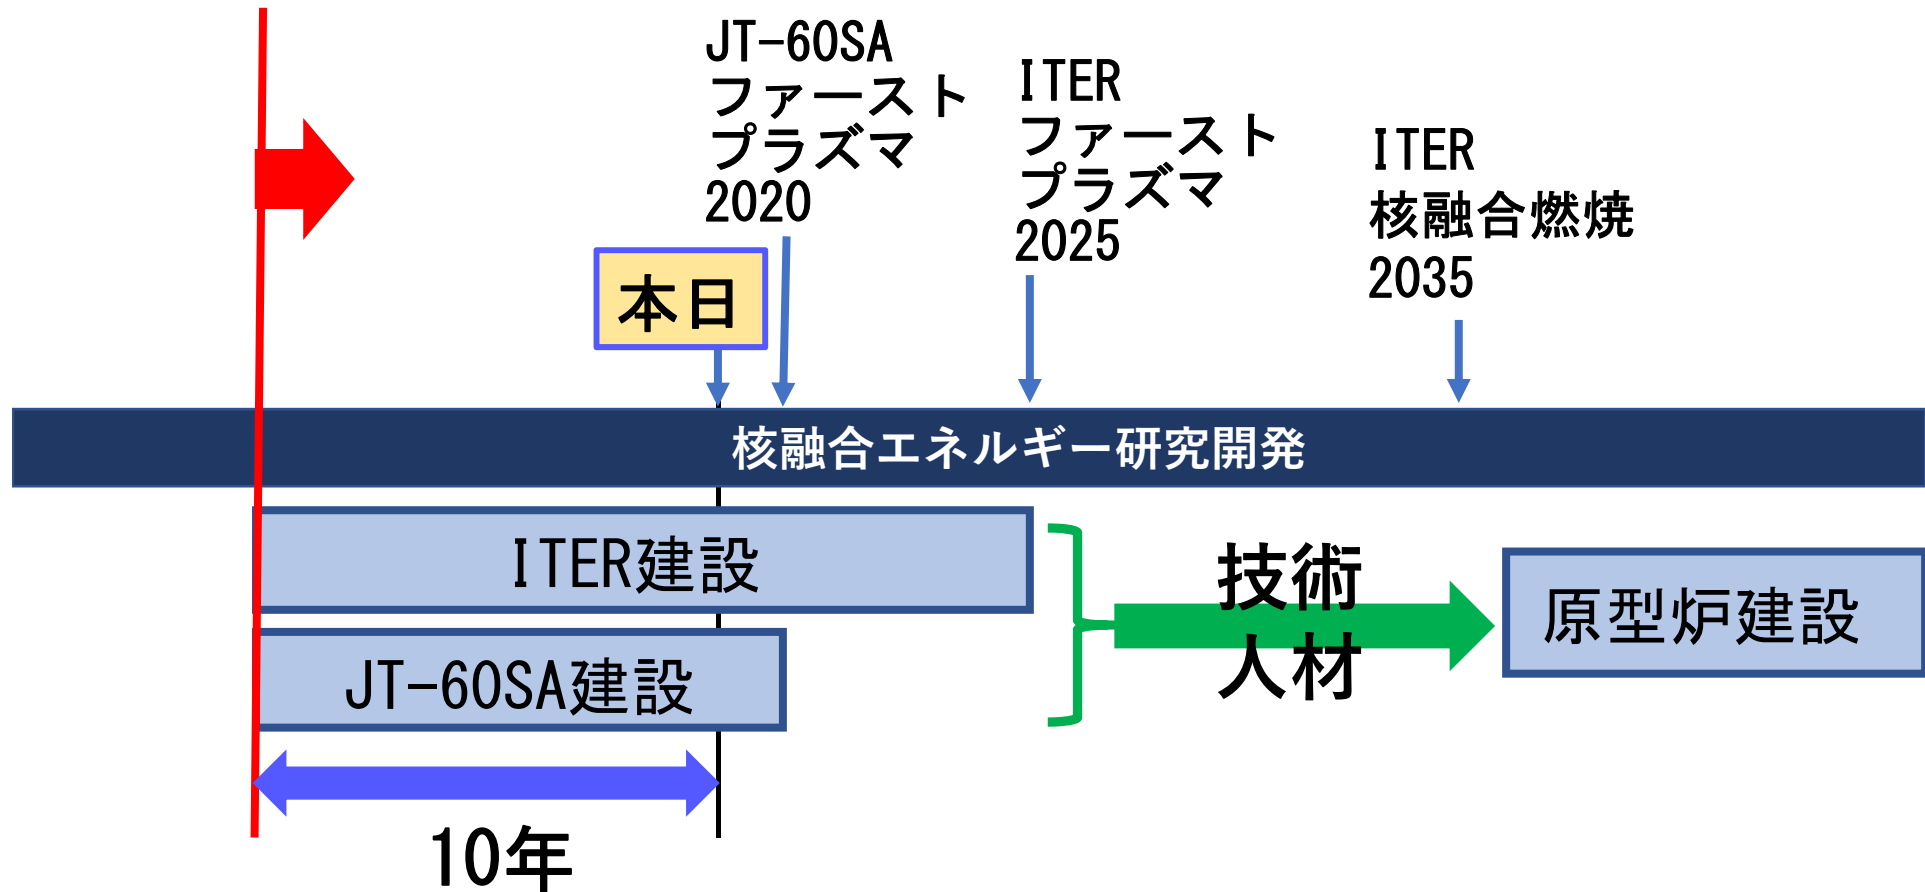 JT-60SA
ファースト
プラズマ
2020
ITER
ファースト
プラズマ
2025
ITER
核融合燃焼
2035
本日
核融合エネルギー研究開発
ITER建設
JT-60SA建設
技術
人材
原型炉建設
10年